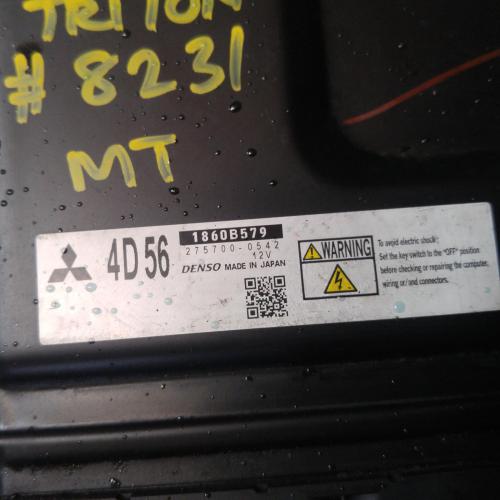 TRITON
#8231
MT
4D56
1860B579
275700-0542
12V
DENSO MADE IN JAPAN
WARNING
To avoid electric shock:
Set the key switch to the "OFF" position
before checking or repairing the computer,
wiring or/and connectors.